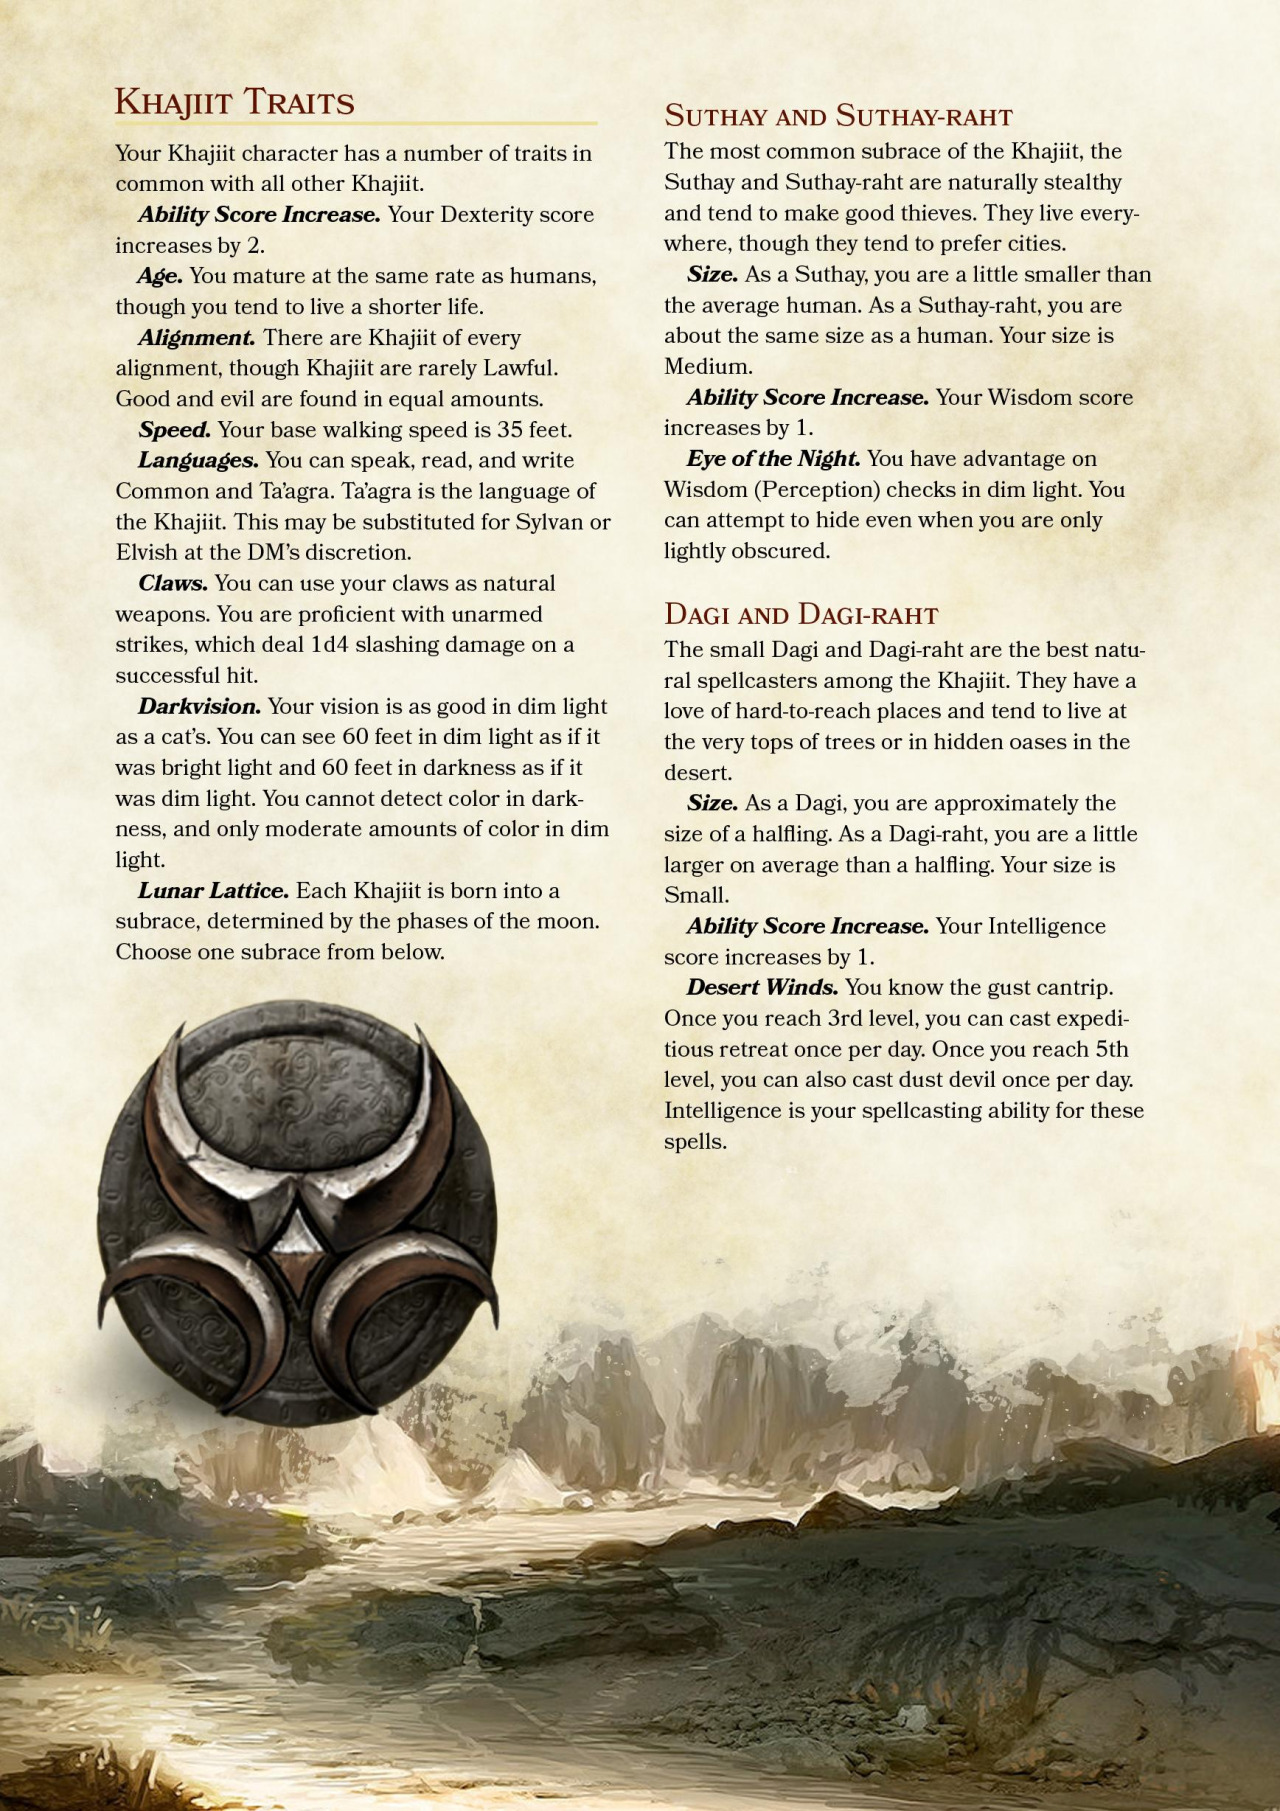 Khajiit Traits
Your Khajiit character has a number of traits in
common with all other Khajiit.
Ability Score Increase. Your Dexterity score
increases by 2.
Age. You mature at the same rate as humans,
though you tend to live a shorter life.
Alignment. There are Khajiit of every
alignment, though Khajiit are rarely Lawful.
Good and evil are found in equal amounts.
Speed. Your base walking speed is 35 feet.
Languages. You can speak, read, and write
Common and Ta'agra. Ta'agra is the language of
the Khajiit. This may be substituted for Sylvan or
Elvish at the DM's discretion.
Claws. You can use your claws as natural
weapons. You are proficient with unarmed
strikes, which deal 1d4 slashing damage on a
successful hit.
Darkvision. Your vision is as good in dim light
as a cat's. You can see 60 feet in dim light as if it
was bright light and 60 feet in darkness as if it
was dim light. You cannot detect color in dark-
ness, and only moderate amounts of color in dim
light.
Lunar Lattice. Each Khajiit is born into a
subrace, determined by the phases of the moon.
Choose one subrace from below.
Suthay and Suthay-raht
The most common subrace of the Khajiit, the
Suthay and Suthay-raht are naturally stealthy
and tend to make good thieves. They live every-
where, though they tend to prefer cities.
Size. As a Suthay, you are a little smaller than
the average human. As a Suthay-raht, you are
about the same size as a human. Your size is
Medium.
Ability Score Increase. Your Wisdom score
increases by 1.
Eye of the Night. You have advantage on
Wisdom (Perception) checks in dim light. You
can attempt to hide even when you are only
lightly obscured.
Dagi and Dagi-raht
The small Dagi and Dagi-raht are the best natu-
ral spellcasters among the Khajiit. They have a
love of hard-to-reach places and tend to live at
the very tops of trees or in hidden oases in the
desert.
Size. As a Dagi, you are approximately the
size of a halfling. As a Dagi-raht, you are a little
larger on average than a halfling. Your size is
Small.
Ability Score Increase. Your Intelligence
score increases by 1.
Desert Winds. You know the gust cantrip.
Once you reach 3rd level, you can cast expedi-
tious retreat once per day. Once you reach 5th
level, you can also cast dust devil once per day.
Intelligence is your spellcasting ability for these
spells.